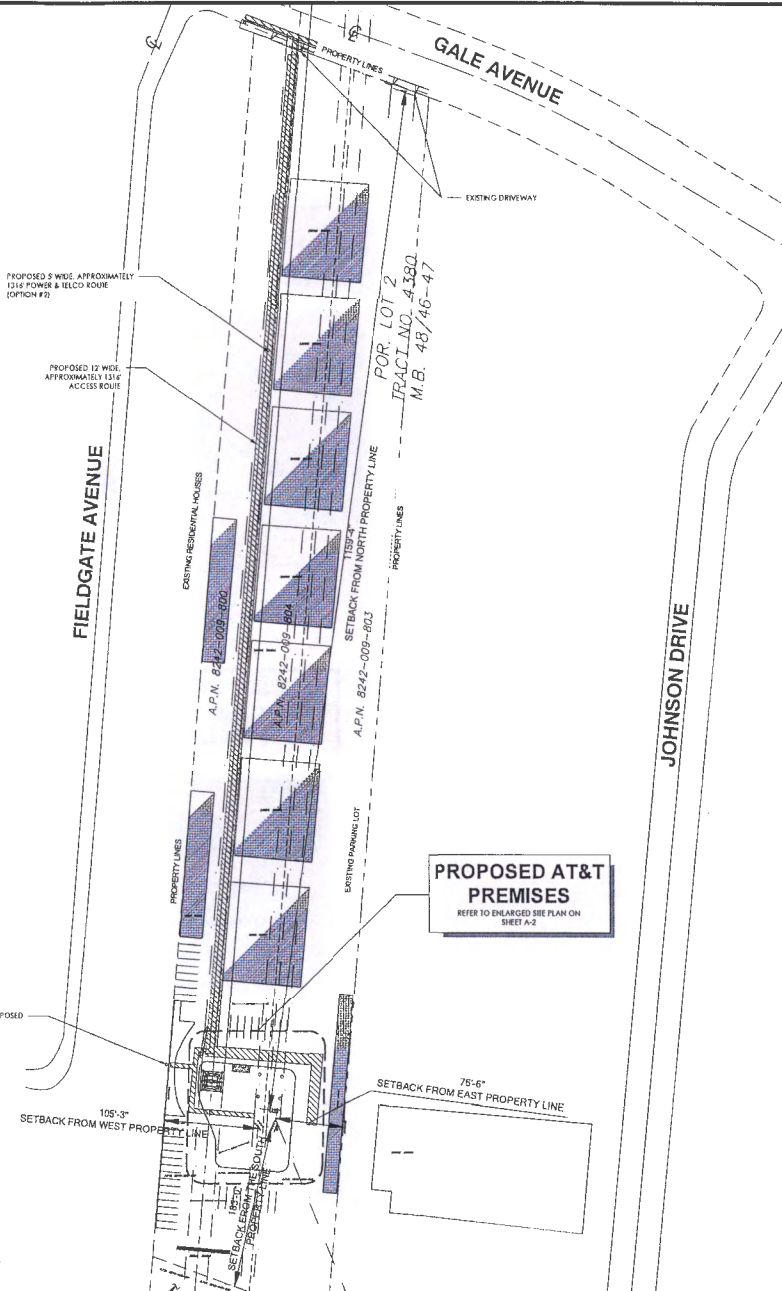 GALE AVENUE
PROPERTY LINES
EXISTING DRIVEWAY
PROPOSED 5' WIDE, APPROXIMATELY
1316' POWER & TELCO ROUTE
(OPTION #2)
POR. LOT 2
TRACT NO. 4380
M.B. 48/46-47
PROPOSED 12' WIDE,
APPROXIMATELY 1316'
ACCESS ROUTE
FIELDGATE AVENUE
EXISTING RESIDENTIAL HOUSES
A.P.N. 8242-009-800
A.P.N. 8242-009-804
1159'-4"
SETBACK FROM NORTH PROPERTY LINE
A.P.N. 8242-009-803
PROPERTY LINES
JOHNSON DRIVE
PROPERTY LINES
EXISTING PARKING LOT
PROPOSED AT&T
PREMISES
REFER TO ENLARGED SITE PLAN ON
SHEET A-2
POSED
105'-3"
SETBACK FROM WEST PROPERTY LINE
76'-6"
SETBACK FROM EAST PROPERTY LINE
SETBACK FROM THE SOUTH
PROPERTY LINE